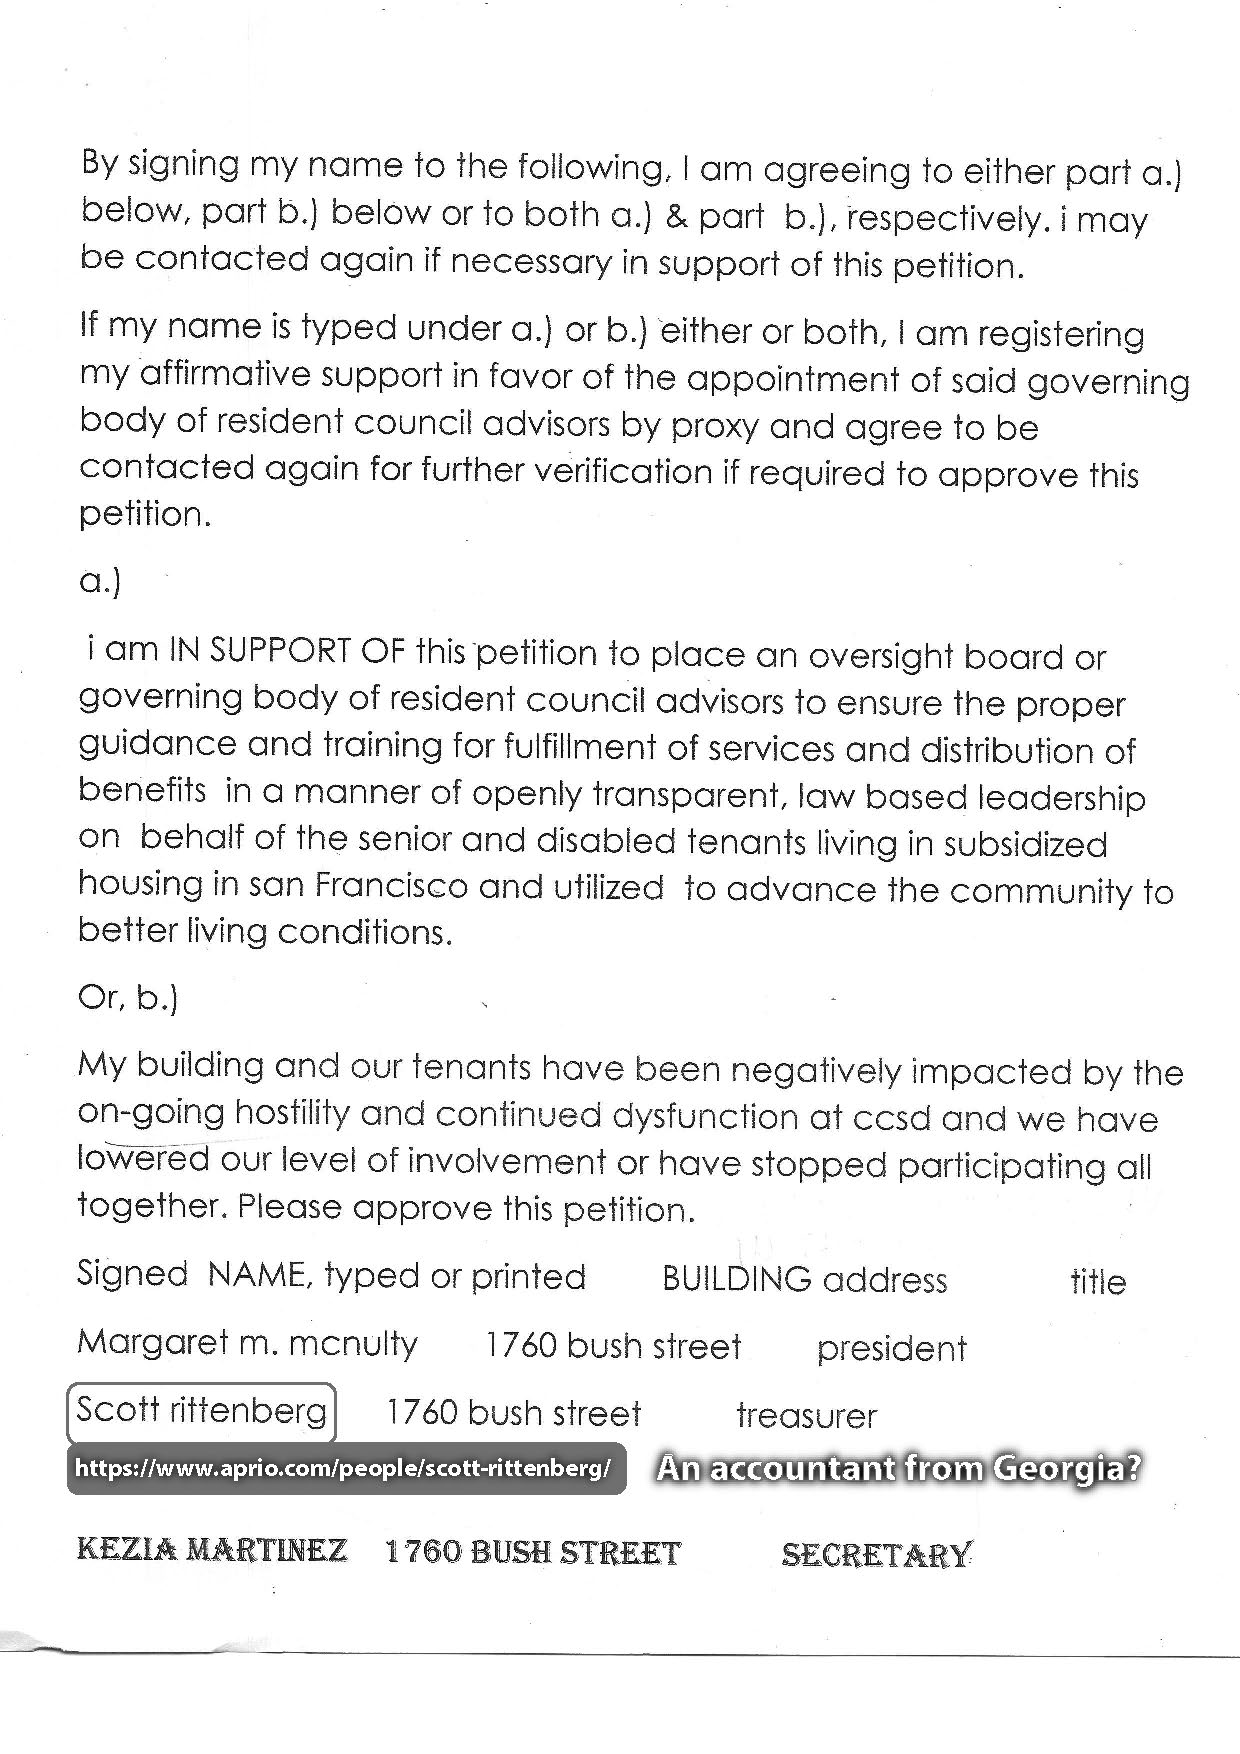 By signing my name to the following, I am agreeing to either part a.)
below, part b.) below or to both a.) & part b.), respectively. i may
be contacted again if necessary in support of this petition.
If my name is typed under a.) or b.) either or both, I am registering
my affirmative support in favor of the appointment of said governing
body of resident council advisors by proxy and agree to be
contacted again for further verification if required to approve this
petition.
a.)
i am IN SUPPORT OF this petition to place an oversight board or
governing body of resident council advisors to ensure the proper
guidance and training for fulfillment of services and distribution of
benefits in a manner of openly transparent, law based leadership
on behalf of the senior and disabled tenants living in subsidized
housing in san Francisco and utilized to advance the community to
better living conditions.
Or, b.)
My building and our tenants have been negatively impacted by the
on-going hostility and continued dysfunction at ccsd and we have
lowered our level of involvement or have stopped participating all
together. Please approve this petition.
Signed NAME, typed or printed BUILDING address title
Margaret m. mcnulty 1760 bush street president
Scott rittenberg 1760 bush street treasurer
https://www.aprio.com/people/scott-rittenberg/ An accountant from Georgia?
KEZIA MARTINEZ 1760 BUSH STREET SECRETARY